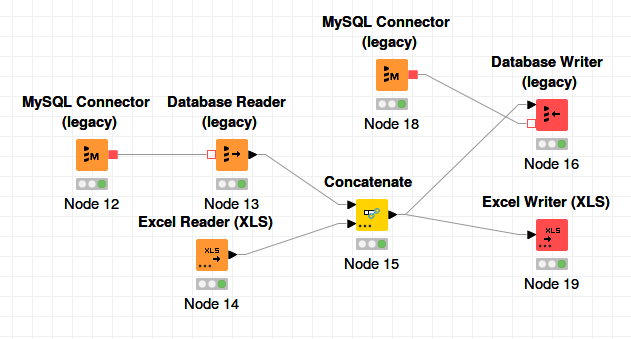 MySQL Connector
(legacy)
M
Node 18
Database Writer
(legacy)
Node 16
MySQL Connector
(legacy)
M
Node 12
Database Reader
(legacy)
Node 13
Excel Reader (XLS)
XLS
Node 14
Concatenate
Node 15
Excel Writer (XLS)
XLS
Node 19